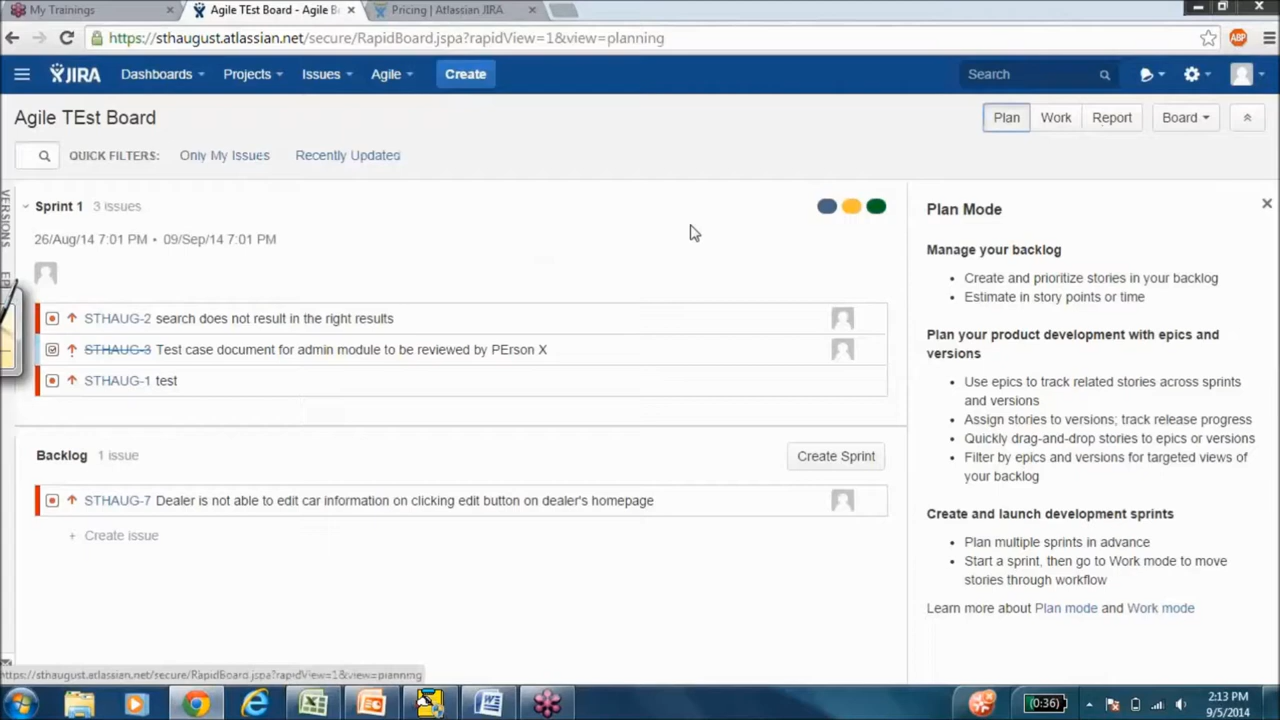 My Trainings
Agile TEst Board - Agile B
Pricing | Atlassian JIRA
https://sthaugust.atlassian.net/secure/RapidBoard.jspa?rapidView=1&view=planning
ABP
JIRA
Dashboards
Projects
Issues
Agile
Create
Search
Agile TEst Board
Plan
Work
Report
Board
QUICK FILTERS:
Only My Issues
Recently Updates
VERSIONS
Sprint 1
3 issues
26/Aug/14 7:01 PM • 09/Sep/14 7:01 PM
STHAUG-2 search does not result in the right results
STHAUG-3 Test case document for admin module to be reviewed by PErson X
STHAUG-1 test
Backlog
1 issue
Create Sprint
STHAUG-7 Dealer is not able to edit car information on clicking edit button on dealer's homepage
+ Create issue
Plan Mode
Manage your backlog
• Create and prioritize stories in your backlog
• Estimate in story points or time
Plan your product development with epics and
versions
• Use epics to track related stories across sprints
and versions
• Assign stories to versions; track release progress
• Quickly drag-and-drop stories to epics or versions
• Filter by epics and versions for targeted views of
your backlog
Create and launch development sprints
• Plan multiple sprints in advance
• Start a sprint, then go to Work mode to move
stories through workflow
Learn more about Plan mode and Work mode
https://sthaugust.atlassian.net/secure/RapidBoard.jspa?rapidView=1&view=planning
(0:36)
2:13 PM
9/5/2014